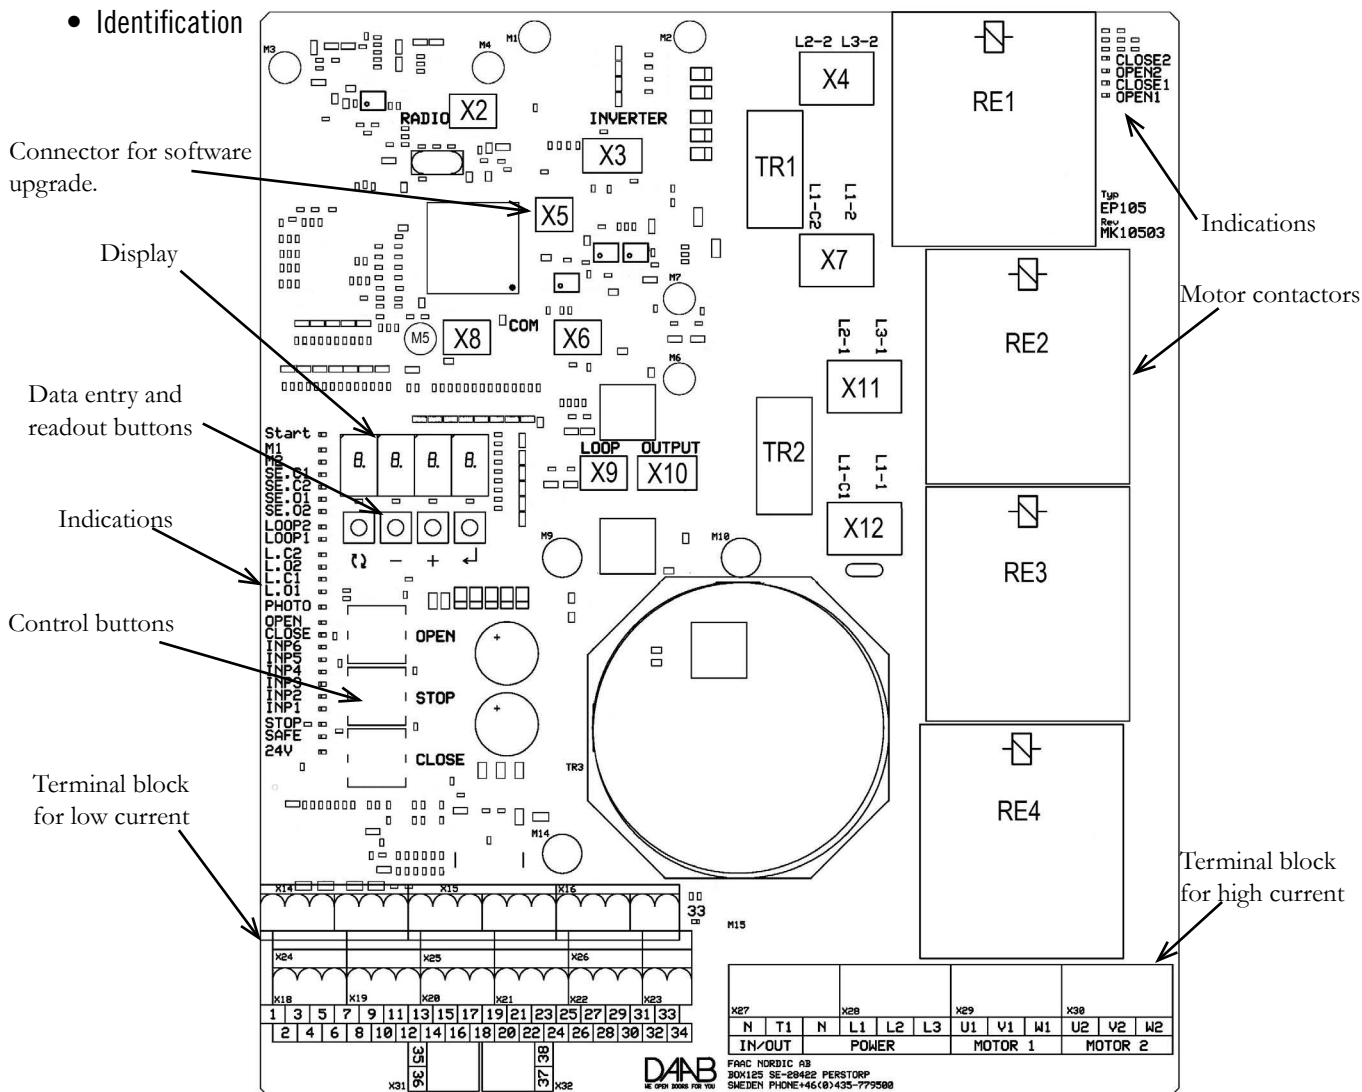 • Identification
M3
M4
M1
M2
L2-2 L3-2
X4
RE1
CLOSE2
OPEN2
CLOSE1
OPEN1
RADIO
X2
INVERTER
X3
TR1
Connector for software
upgrade.
X5
L1-C2
L1-2
Typ
EP105
Rev
MK10503
Indications
Display
X7
M7
Motor contactors
M5
X8
COM
X6
L2-1
L3-1
RE2
M6
X11
Data entry and
readout buttons
Start
M1
M2
SE.C1
SE.C2
SE.O1
SE.O2
LOOP2
LOOP1
L.C2
L.O2
L.C1
L.O1
PHOTO
OPEN
CLOSE
INP6
INP5
INP4
INP3
INP2
INP1
STOP
SAFE
24V
8. 8. 8. 8.
− +
LOOP
X9
OUTPUT
X10
TR2
L1-C1
L1-1
X12
Indications
M9
M10
RE3
Control buttons
OPEN
STOP
CLOSE
+
+
TR3
RE4
Terminal block
for low current
M14
Terminal block
for high current
X14
X15
X16
33
M15
X24
X25
X26
X18
X19
X20
X21
X22
X23
1 3 5 7 9 11 13 15 17 19 21 23 25 27 29 31 33
2 4 6 8 10 12 14 16 18 20 22 24 26 28 30 32 34
35 36
37 38
X31
X32
X27
X28
X29
X30
N T1 N L1 L2 L3 U1 V1 W1 U2 V2 W2
IN/OUT POWER MOTOR 1 MOTOR 2
DAAB
WE OPEN DOORS FOR YOU
FAAC NORDIC AB
BOX125 SE-28422 PERSTORP
SWEDEN PHONE+46(0)435-779500